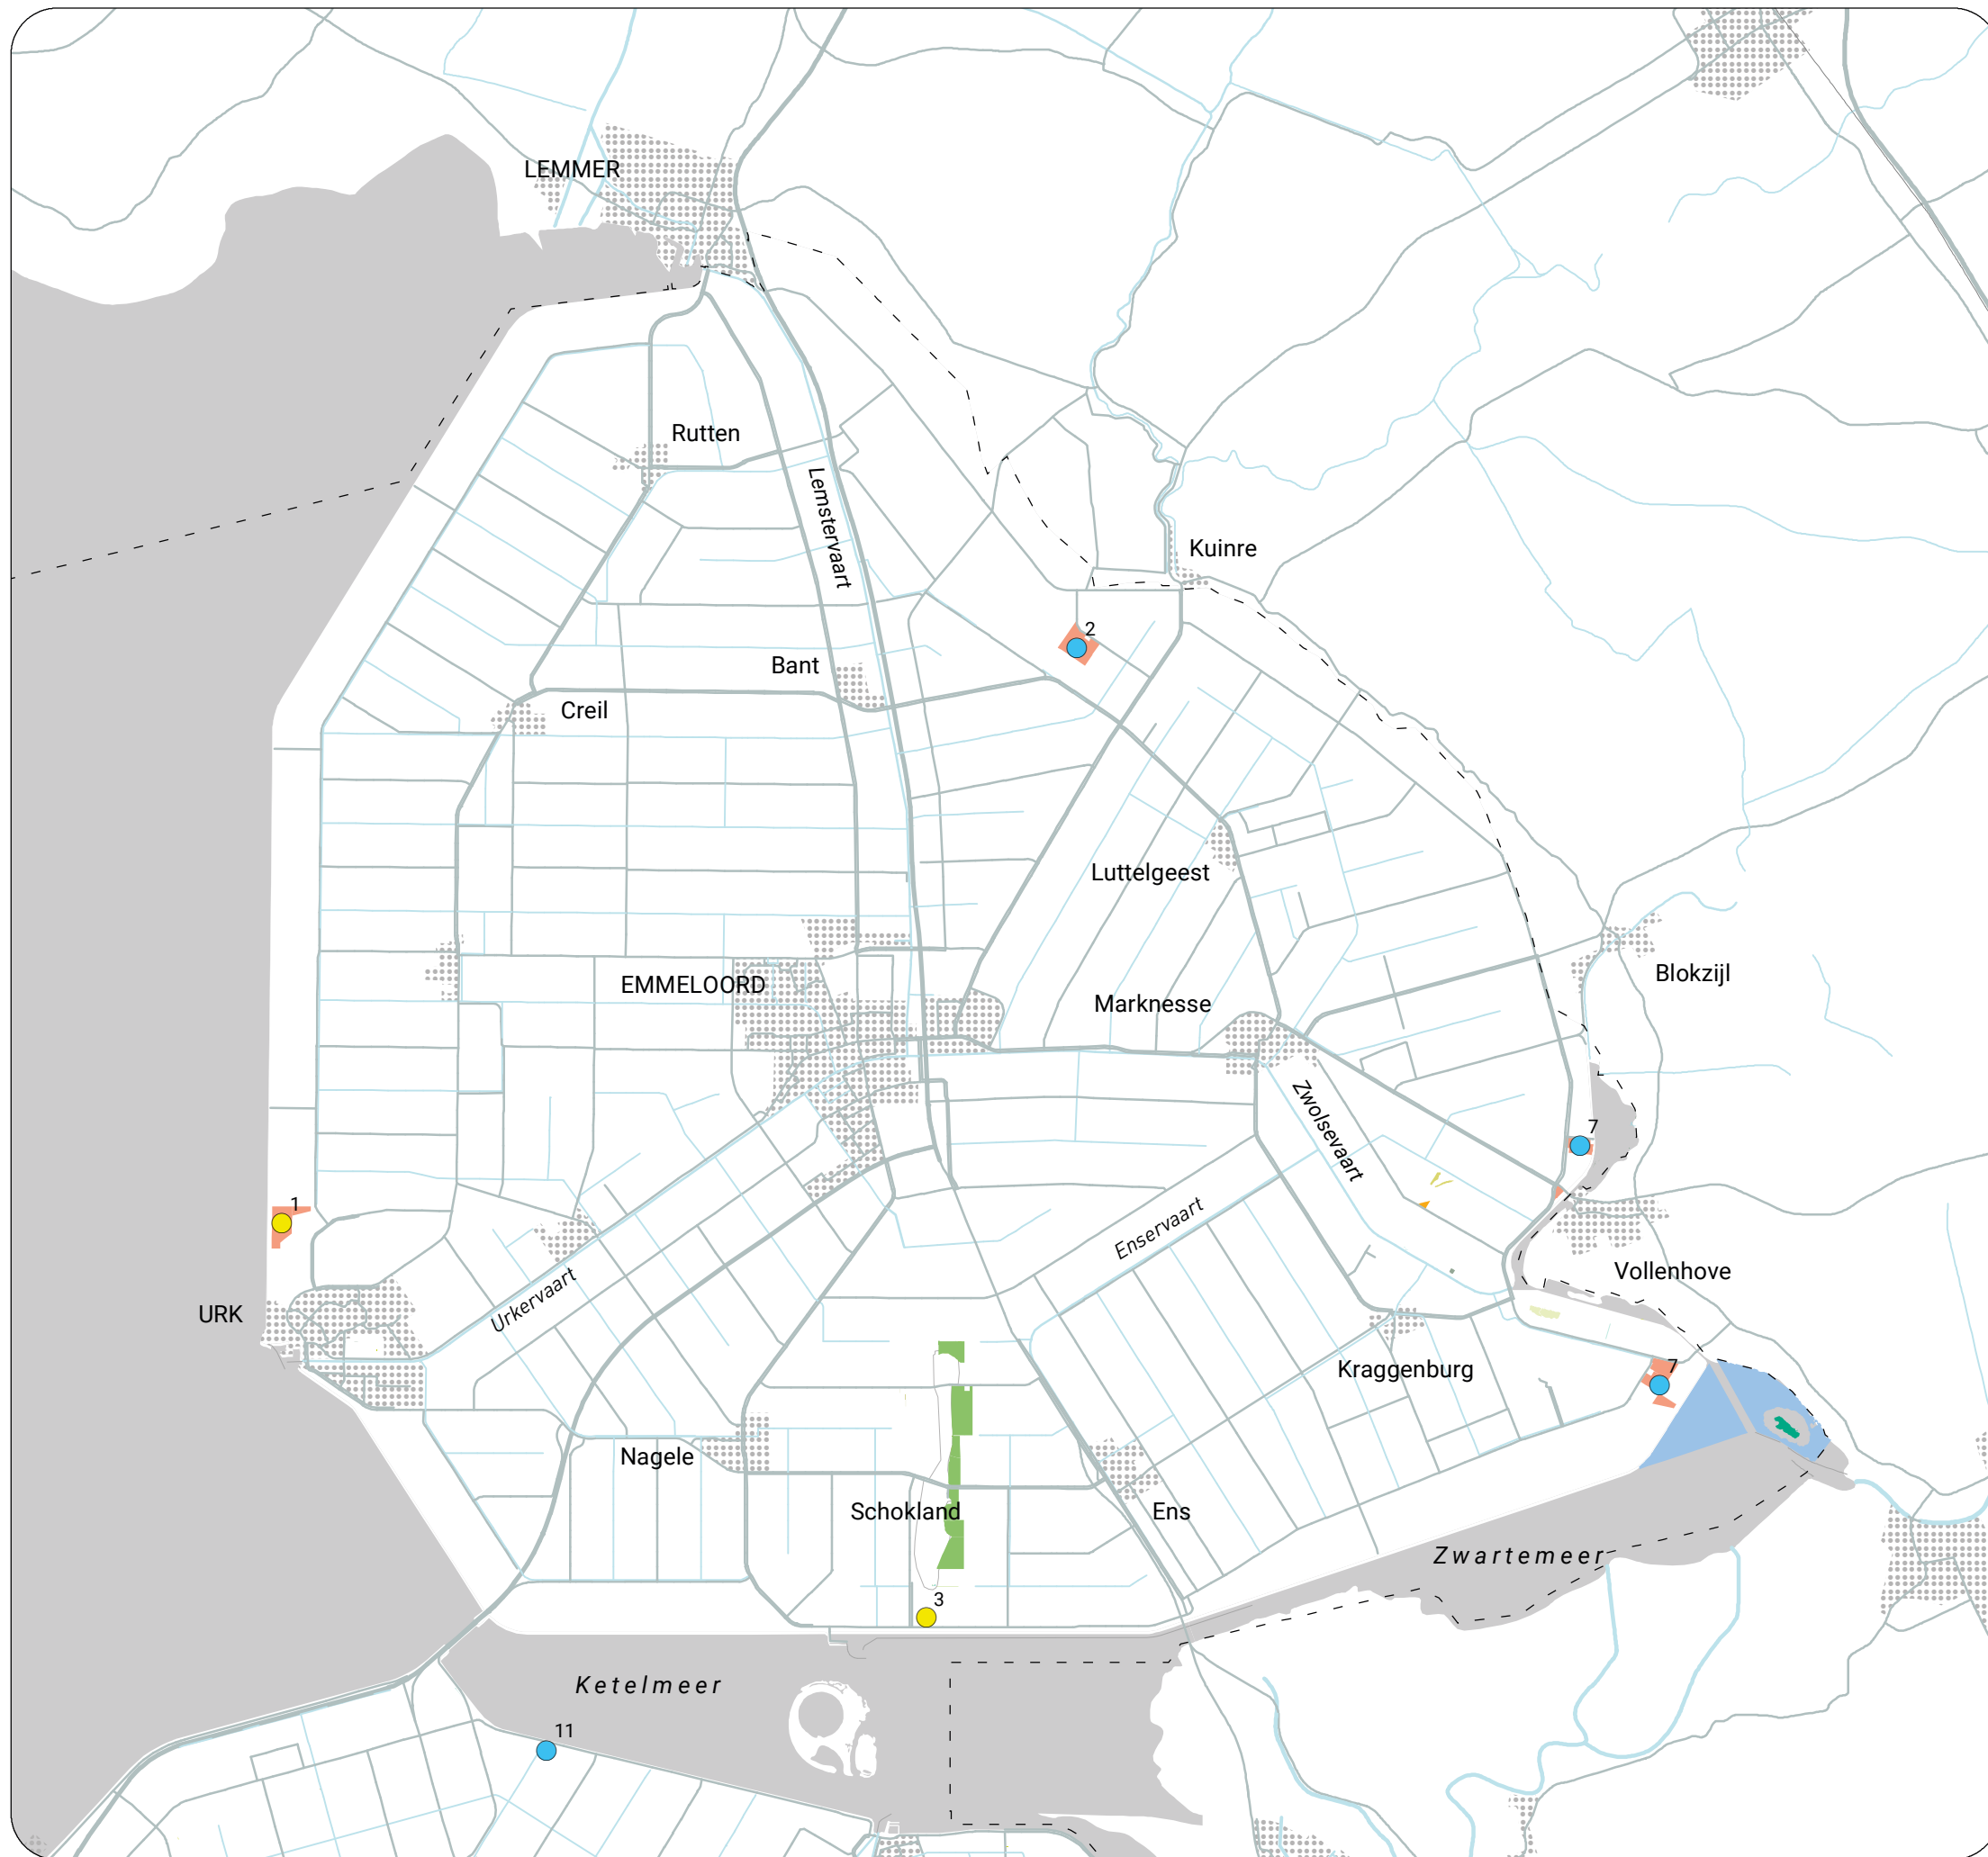 LEMMER
Rutten
Lemstervaart
Kuinre
2
Bant
Creil
Luttelgeest
EMMELOORD
Blokzijl
Marknesse
Zwolsevaart
7
1
Enservaart
Vollenhove
Urkervaart
URK
7
Kraggenburg
Nagele
Schokland
Ens
Zwartemeer
3
Ketelmeer
11